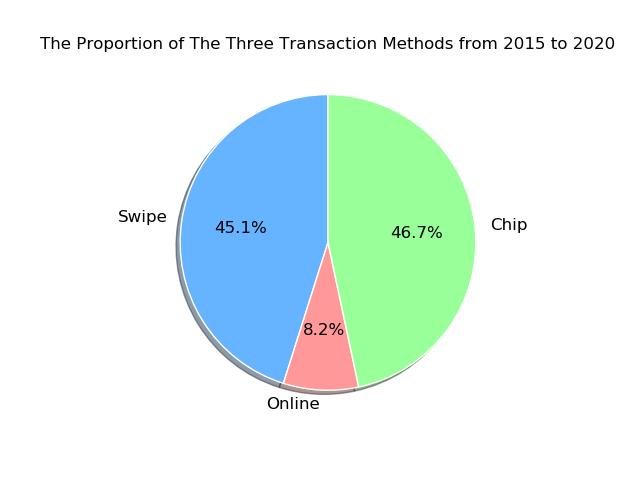 The Proportion of The Three Transaction Methods from 2015 to 2020
Swipe
45.1%
46.7%
Chip
8.2%
Online